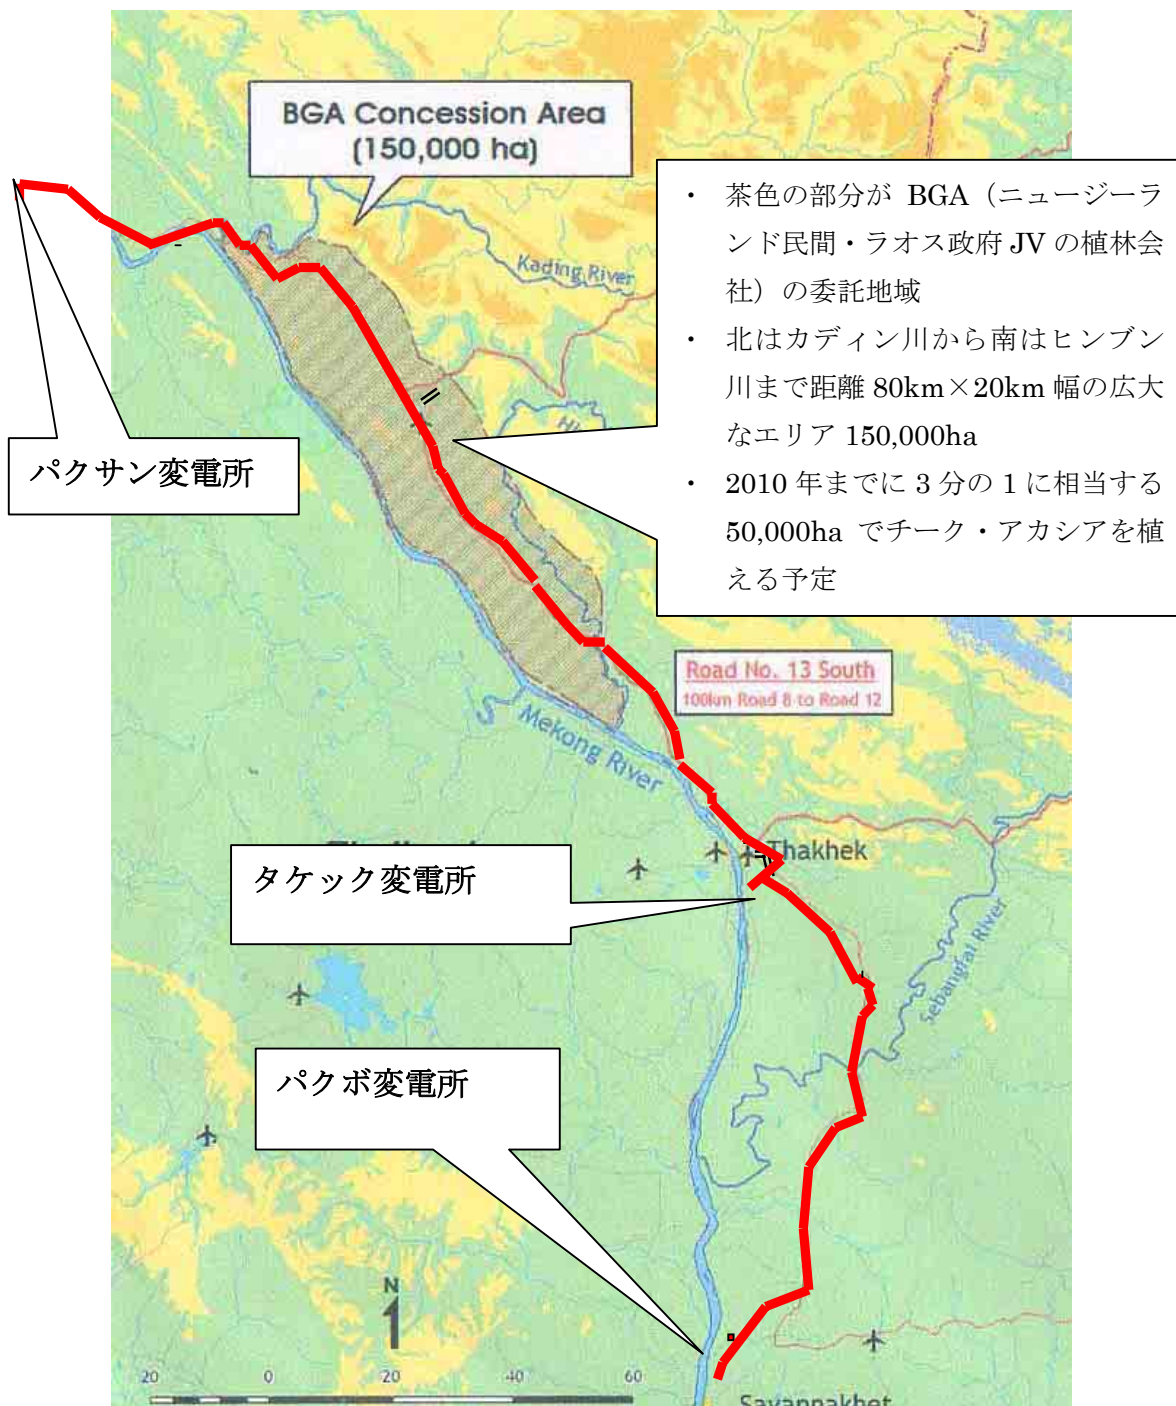 BGA Concession Area
(150,000 ha)
・ 茶色の部分が BGA（ニュージーラ
ンド民間・ラオス政府 JV の植林会
社）の委託地域
・ 北はカディン川から南はヒンブン
川まで距離 80km×20km 幅の広大
なエリア 150,000ha
・ 2010 年までに 3 分の 1 に相当する
50,000ha でチーク・アカシアを植
える予定
Kading River
パクサン変電所
Road No. 13 South
100km Road 8 to Road 12
Mekong River
Thakhek
タケック変電所
Sebangfai River
パクボ変電所
N
20 0 20 40 60
Savannakhet